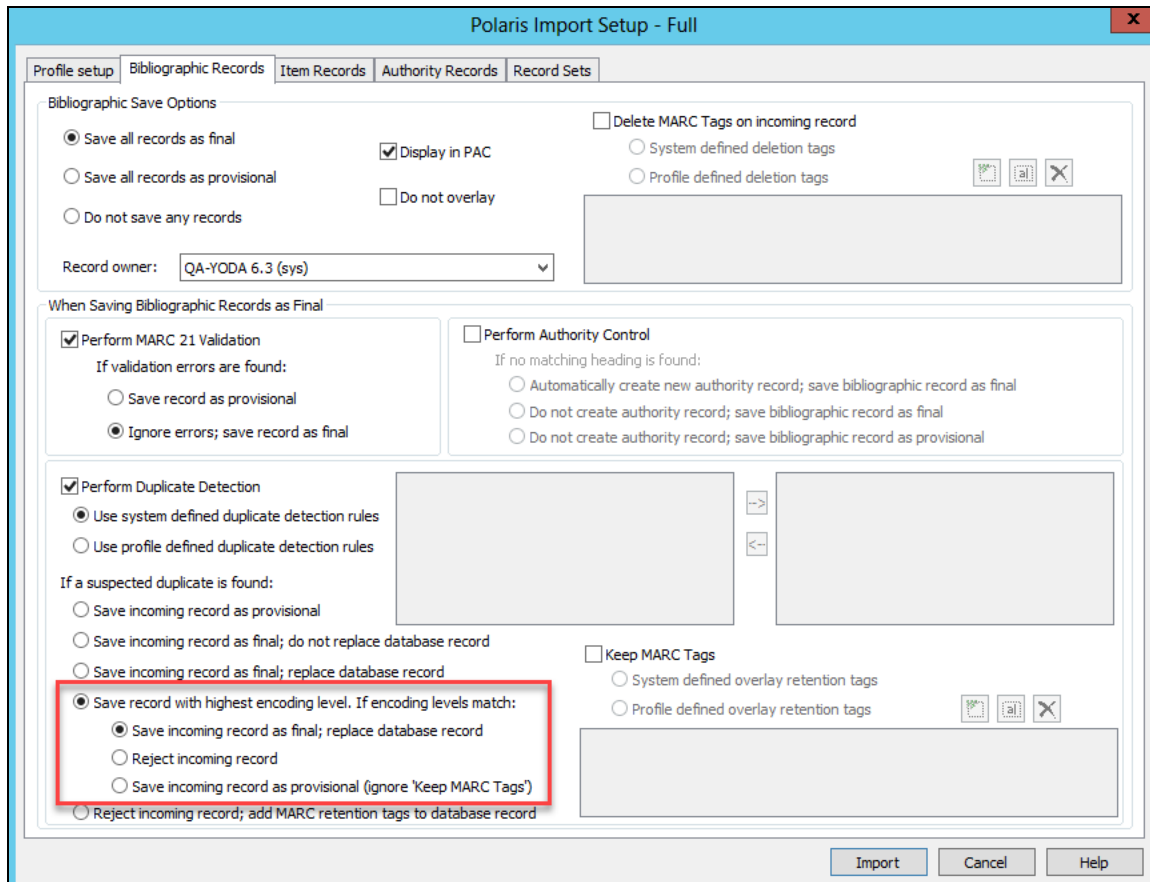 Polaris Import Setup - Full
x
Profile setup
Bibliographic Records
Item Records
Authority Records
Record Sets
Bibliographic Save Options
Save all records as final
Save all records as provisional
Do not save any records
Display in PAC
Do not overlay
Record owner: QA-YODA 6.3 (sys)
Delete MARC Tags on incoming record
System defined deletion tags
Profile defined deletion tags
When Saving Bibliographic Records as Final
Perform MARC 21 Validation
If validation errors are found:
Save record as provisional
Ignore errors; save record as final
Perform Authority Control
If no matching heading is found:
Automatically create new authority record; save bibliographic record as final
Do not create authority record; save bibliographic record as final
Do not create authority record; save bibliographic record as provisional
Perform Duplicate Detection
Use system defined duplicate detection rules
Use profile defined duplicate detection rules
-->
<--
If a suspected duplicate is found:
Save incoming record as provisional
Save incoming record as final; do not replace database record
Save incoming record as final; replace database record
Save record with highest encoding level. If encoding levels match:
Save incoming record as final; replace database record
Reject incoming record
Save incoming record as provisional (ignore 'Keep MARC Tags')
Reject incoming record; add MARC retention tags to database record
Keep MARC Tags
System defined overlay retention tags
Profile defined overlay retention tags
Import
Cancel
Help